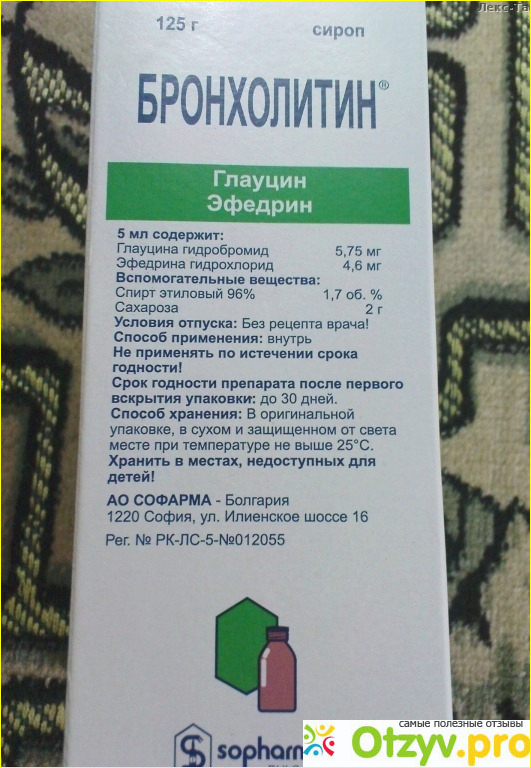 Лекс-Та
125 г сироп
БРОНХОЛИТИН®
Глауцин
Эфедрин
5 мл содержит:
Глауцина гидробромид 5,75 мг
Эфедрина гидрохлорид 4,6 мг
Вспомогательные вещества:
Спирт этиловый 96% 1,7 об. %
Сахароза 2 г
Условия отпуска: Без рецепта врача!
Способ применения: внутрь
Не применять по истечении срока
годности!
Срок годности препарата после первого
вскрытия упаковки: до 30 дней.
Способ хранения: В оригинальной
упаковке, в сухом и защищенном от света
месте при температуре не выше 25°C.
Хранить в местах, недоступных для
детей!
АО СОФАРМА - Болгария
1220 София, ул. Илиенское шоссе 16
Рег. № РК-ЛС-5-№012055
sopharm
самые полезные отзывы
Otzyv.pro